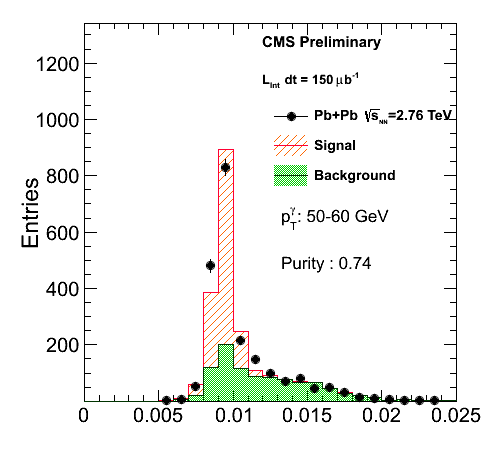 CMS Preliminary
L_Int dt = 150 μb⁻¹
Pb+Pb √s_NN=2.76 TeV
Signal
Background
p_T^γ: 50-60 GeV
Purity : 0.74
Entries
1200
1000
800
600
400
200
0 0.005 0.01 0.015 0.02 0.025